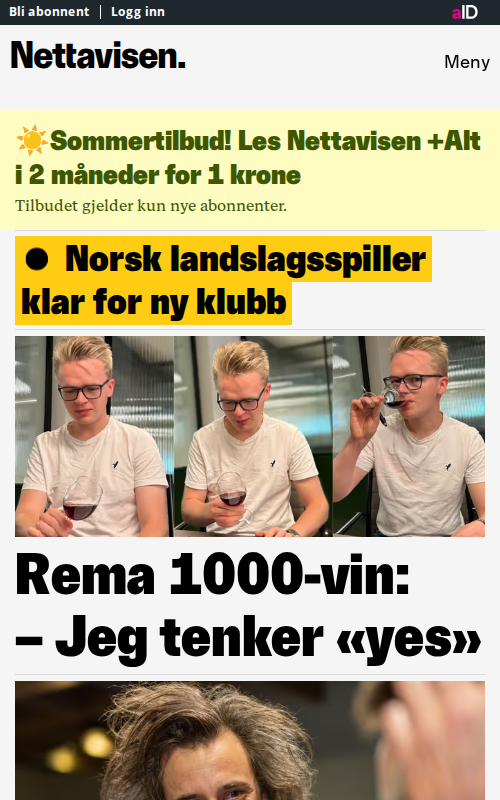 Bli abonnent
Logg inn
aID
Nettavisen.
Meny
☀️Sommertilbud! Les Nettavisen +Alt
i 2 måneder for 1 krone
Tilbudet gjelder kun nye abonnenter.
● Norsk landslagsspiller
klar for ny klubb
Rema 1000-vin:
– Jeg tenker «yes»